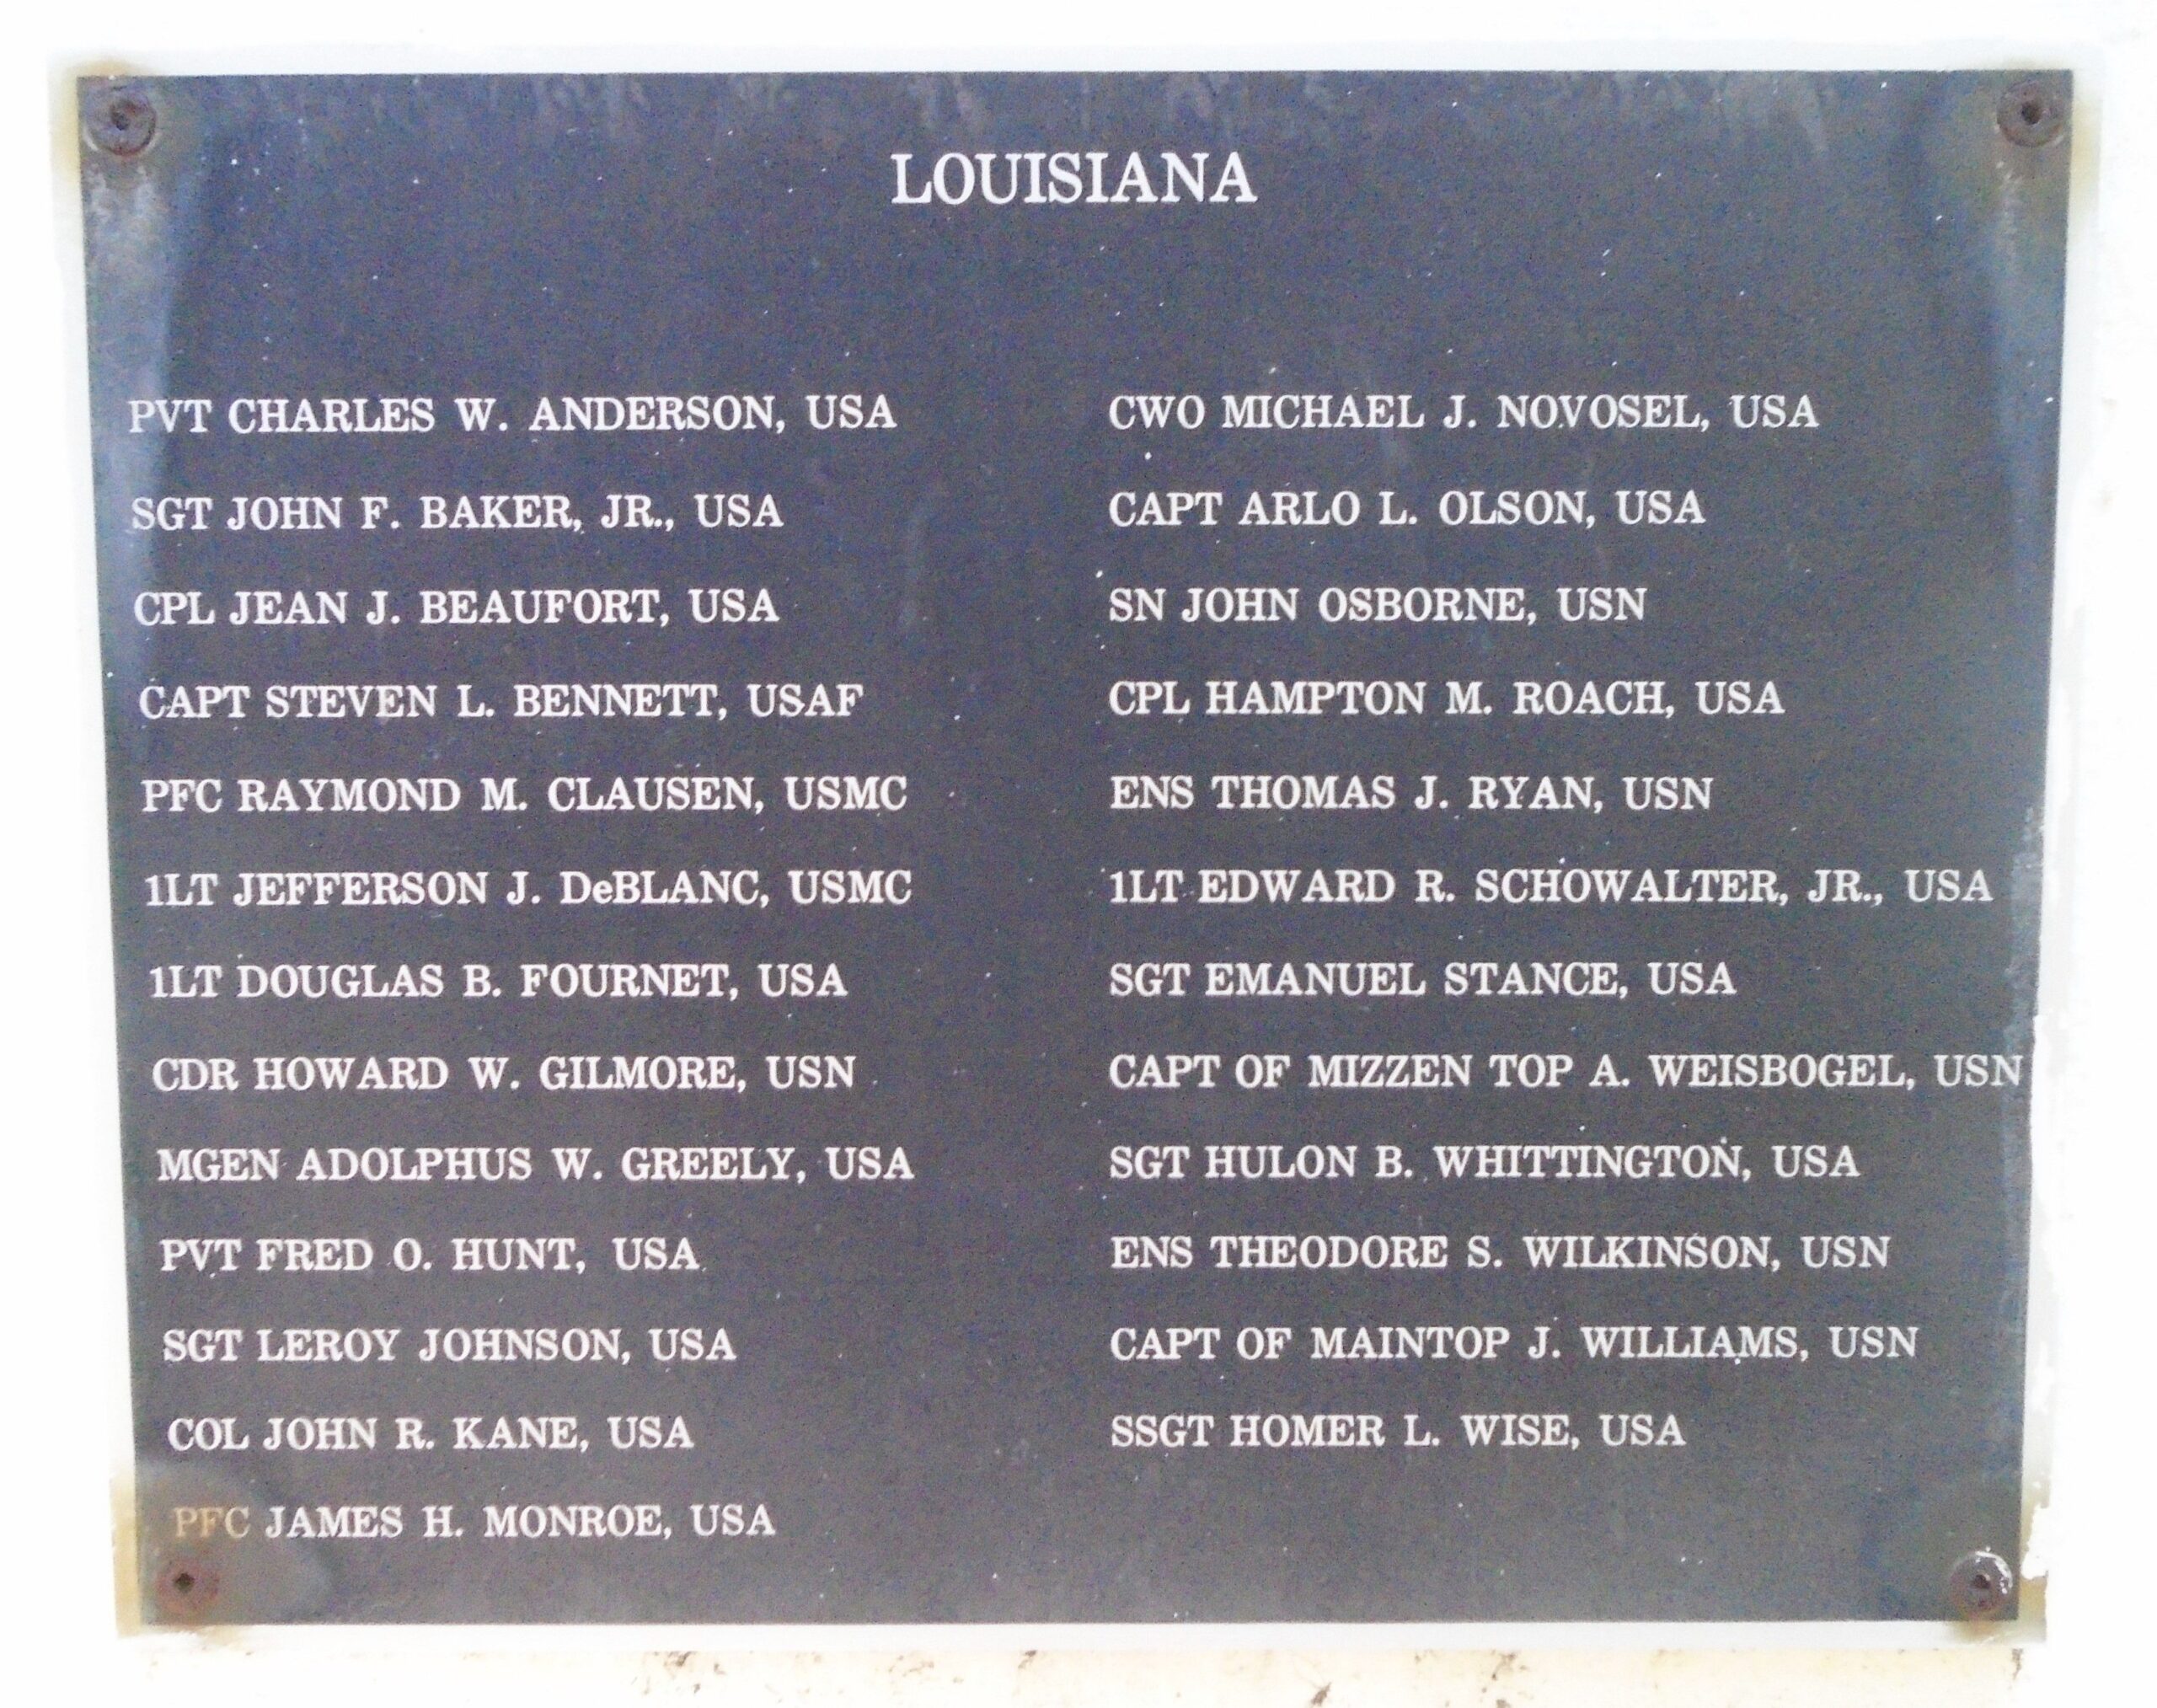 LOUISIANA
PVT CHARLES W. ANDERSON, USA
SGT JOHN F. BAKER, JR., USA
CPL JEAN J. BEAUFORT, USA
CAPT STEVEN L. BENNETT, USAF
PFC RAYMOND M. CLAUSEN, USMC
1LT JEFFERSON J. DeBLANC, USMC
1LT DOUGLAS B. FOURNET, USA
CDR HOWARD W. GILMORE, USN
MGEN ADOLPHUS W. GREELY, USA
PVT FRED O. HUNT, USA
SGT LEROY JOHNSON, USA
COL JOHN R. KANE, USA
PFC JAMES H. MONROE, USA
CWO MICHAEL J. NOVOSEL, USA
CAPT ARLO L. OLSON, USA
SN JOHN OSBORNE, USN
CPL HAMPTON M. ROACH, USA
ENS THOMAS J. RYAN, USN
1LT EDWARD R. SCHOWALTER, JR., USA
SGT EMANUEL STANCE, USA
CAPT OF MIZZEN TOP A. WEISBOGEL, USN
SGT HULON B. WHITTINGTON, USA
ENS THEODORE S. WILKINSON, USN
CAPT OF MAINTOP J. WILLIAMS, USN
SSGT HOMER L. WISE, USA